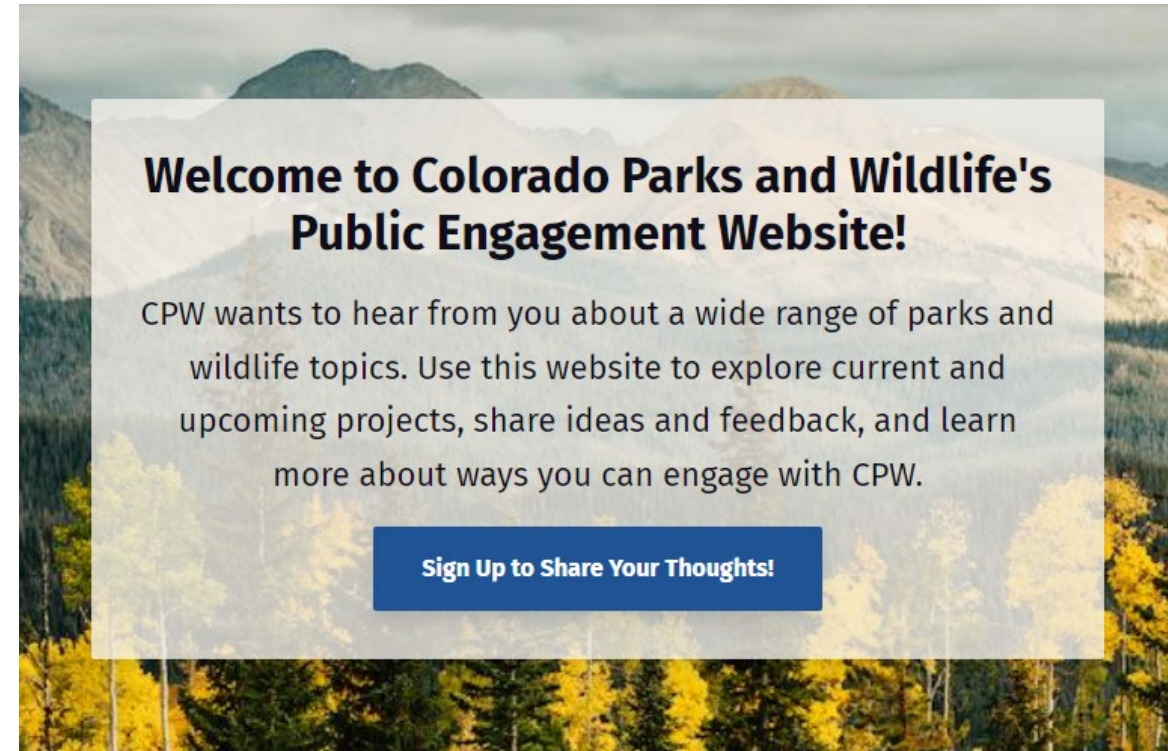 Welcome to Colorado Parks and Wildlife's
Public Engagement Website!
CPW wants to hear from you about a wide range of parks and
wildlife topics. Use this website to explore current and
upcoming projects, share ideas and feedback, and learn
more about ways you can engage with CPW.
Sign Up to Share Your Thoughts!